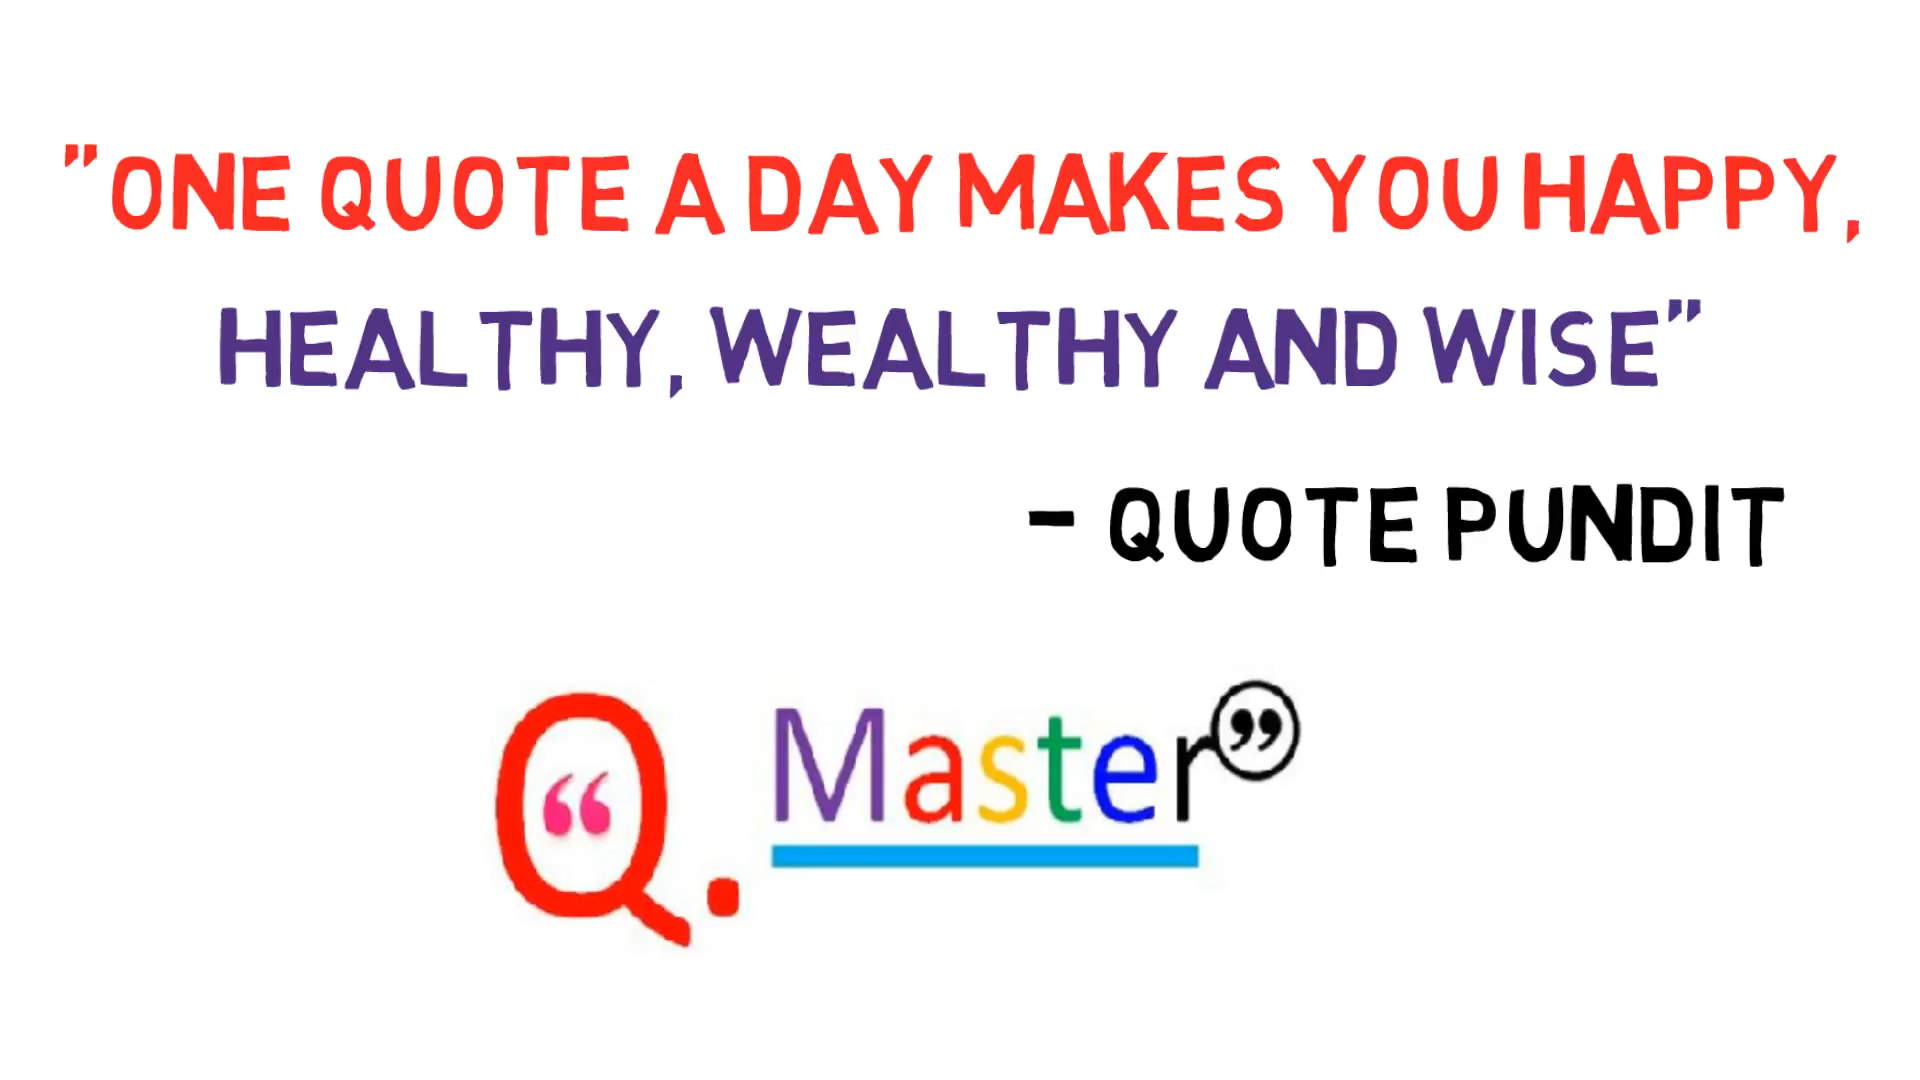 "ONE QUOTE A DAY MAKES YOU HAPPY,
HEALTHY, WEALTHY AND WISE"
- QUOTE PUNDIT
“
Q. Master”